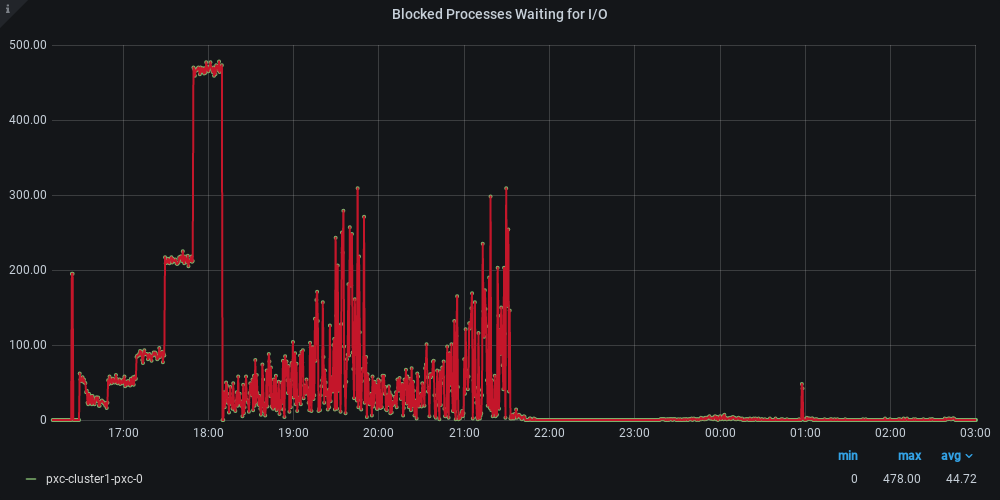 i
Blocked Processes Waiting for I/O
500.00
400.00
300.00
200.00
100.00
0
17:00 18:00 19:00 20:00 21:00 22:00 23:00 00:00 01:00 02:00 03:00
min max avg
pxc-cluster1-pxc-0 0 478.00 44.72